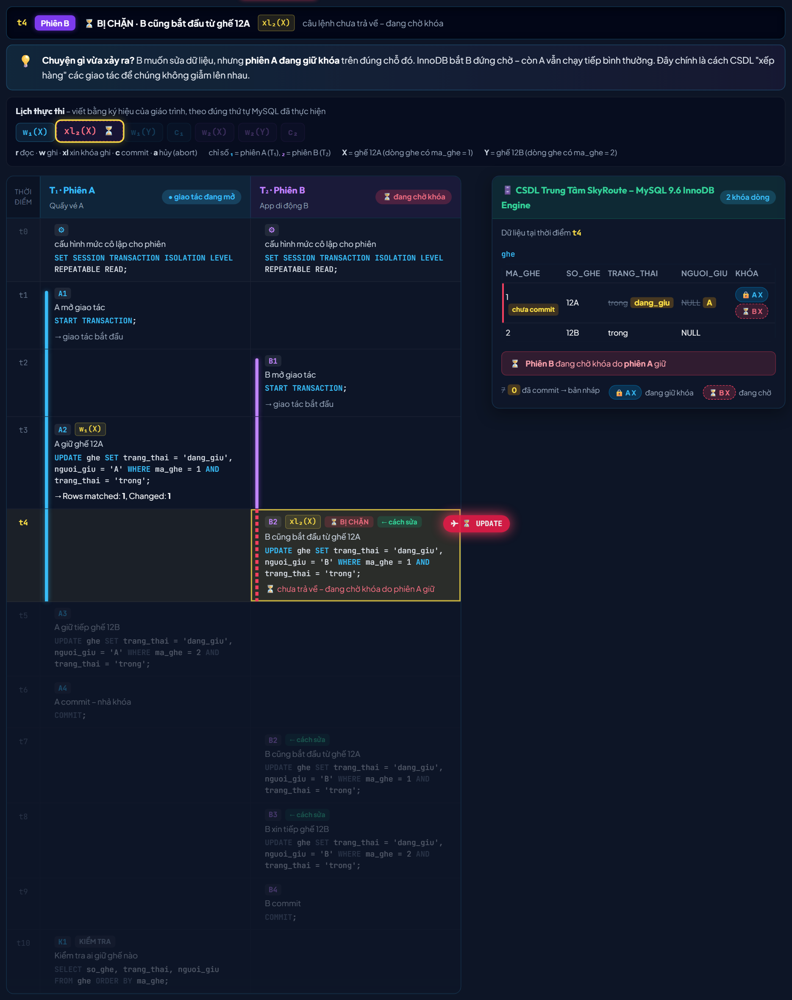 t4 Phiên B ⏳ BỊ CHẶN · B cũng bắt đầu từ ghế 12A xl₂(X) câu lệnh chưa trả về – đang chờ khóa
💡 Chuyện gì vừa xảy ra? B muốn sửa dữ liệu, nhưng phiên A đang giữ khóa trên đúng chỗ đó. InnoDB bắt B đứng chờ – còn A vẫn chạy tiếp bình thường. Đây chính là cách CSDL "xếp
hàng" các giao tác để chúng không giẫm lên nhau.
Lịch thực thi – viết bằng ký hiệu của giáo trình, theo đúng thứ tự MySQL đã thực hiện
w₁(X) xl₂(X) ⏳ w₁(Y) c₁ w₂(X) w₂(Y) c₂
r đọc · w ghi · xl xin khóa ghi · c commit · a hủy (abort) chỉ số ₁ = phiên A (T₁), ₂ = phiên B (T₂) X = ghế 12A (dòng ghe có ma_ghe = 1) Y = ghế 12B (dòng ghe có ma_ghe = 2)
THỜI
ĐIỂM
T₁ · Phiên A
Quầy vé A
● giao tác đang mở
T₂ · Phiên B
App di động B
⏳ đang chờ khóa
t0
⚙
cấu hình mức cô lập cho phiên
SET SESSION TRANSACTION ISOLATION LEVEL
REPEATABLE READ;
⚙
cấu hình mức cô lập cho phiên
SET SESSION TRANSACTION ISOLATION LEVEL
REPEATABLE READ;
t1
A1
A mở giao tác
START TRANSACTION;
→ giao tác bắt đầu
t2
B1
B mở giao tác
START TRANSACTION;
→ giao tác bắt đầu
t3
A2 w₁(X)
A giữ ghế 12A
UPDATE ghe SET trang_thai = 'dang_giu',
nguoi_giu = 'A' WHERE ma_ghe = 1 AND
trang_thai = 'trong';
→ Rows matched: 1, Changed: 1
t4
B2 xl₂(X) ⏳ BỊ CHẶN ← cách sửa
✈ ⏳ UPDATE
B cũng bắt đầu từ ghế 12A
UPDATE ghe SET trang_thai = 'dang_giu',
nguoi_giu = 'B' WHERE ma_ghe = 1 AND
trang_thai = 'trong';
⏳ chưa trả về – đang chờ khóa do phiên A giữ
t5
A3
A giữ tiếp ghế 12B
UPDATE ghe SET trang_thai = 'dang_giu',
nguoi_giu = 'A' WHERE ma_ghe = 2 AND
trang_thai = 'trong';
t6
A4
A commit – nhả khóa
COMMIT;
t7
B2 ← cách sửa
B cũng bắt đầu từ ghế 12A
UPDATE ghe SET trang_thai = 'dang_giu',
nguoi_giu = 'B' WHERE ma_ghe = 1 AND
trang_thai = 'trong';
t8
B3 ← cách sửa
B xin tiếp ghế 12B
UPDATE ghe SET trang_thai = 'dang_giu',
nguoi_giu = 'B' WHERE ma_ghe = 2 AND
trang_thai = 'trong';
t9
B4
B commit
COMMIT;
t10
K1 KIỂM TRA
Kiểm tra ai giữ ghế nào
SELECT so_ghe, trang_thai, nguoi_giu
FROM ghe ORDER BY ma_ghe;
🗄 CSDL Trung Tâm SkyRoute – MySQL 9.6 InnoDB
Engine
2 khóa dòng
Dữ liệu tại thời điểm t4
ghe
MA_GHE SO_GHE TRANG_THAI NGUOI_GIU KHÓA
1 chưa commit 12A trong dang_giu NULL A 🔒 A X ⏳ B X
2 12B trong NULL
⏳ Phiên B đang chờ khóa do phiên A giữ
7 0 đã commit → bản nháp 🔒 A X đang giữ khóa ⏳ B X đang chờ